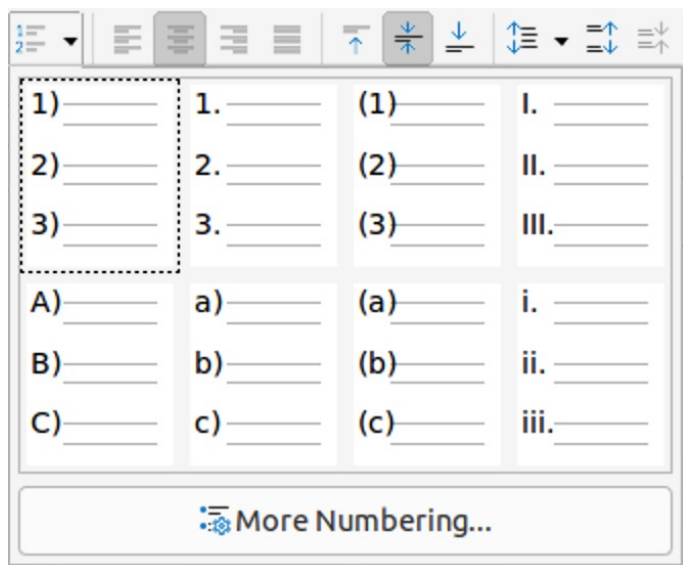 1) 1. (1) I.
2) 2. (2) II.
3) 3. (3) III.
A) a) (a) i.
B) b) (b) ii.
C) c) (c) iii.
More Numbering...